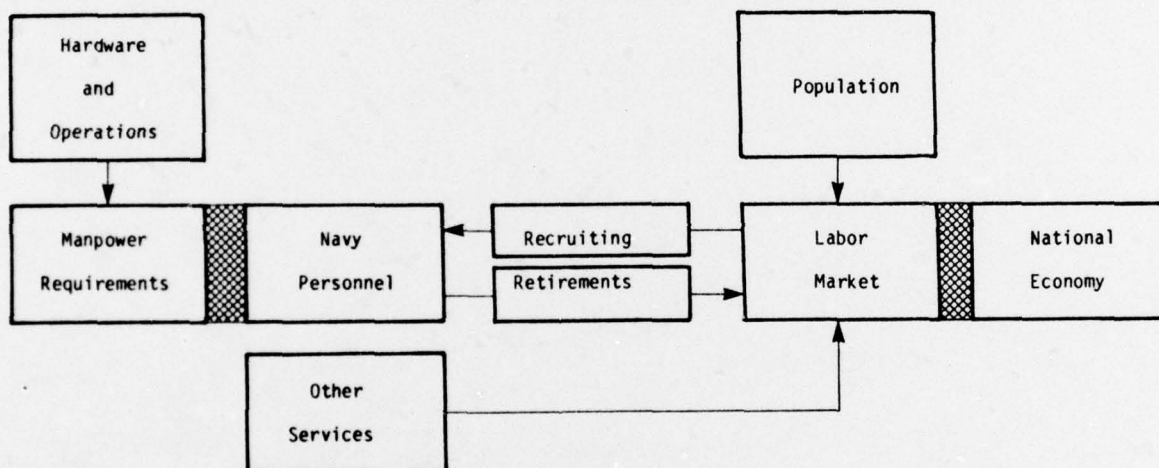 Hardware
and
Operations
Population
Manpower
Requirements
Navy
Personnel
Recruiting
Retirements
Labor
Market
National
Economy
Other
Services